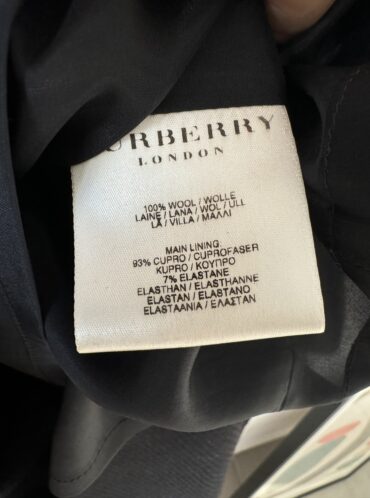 BURBERRY
LONDON
100% WOOL / WOLLE
LAINE / LANA / WOL / ULL
LÃ / VILLA / ΜΑΛΛΙ
MAIN LINING:
93% CUPRO / CUPROFASER
KUPRO / ΚΟΥΠΡΟ
7% ELASTANE
ELASTHAN / ELASTHANNE
ELASTAN / ELASTANO
ELASTAANIA / ΕΛΑΣΤΑΝ